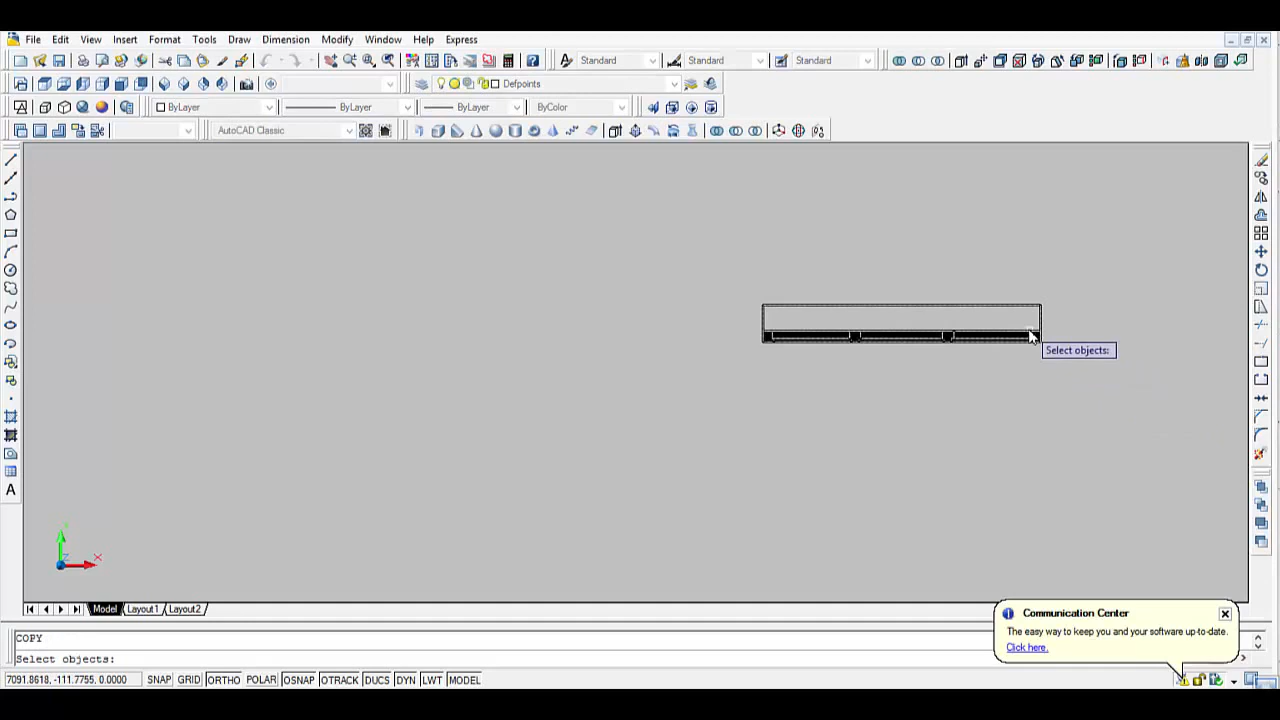 File Edit View Insert Format Tools Draw Dimension Modify Window Help Express
Standard Standard Standard
Defpoints
ByLayer ByLayer ByLayer ByColor
AutoCAD Classic
A
Select objects:
X
Model Layout1 Layout2
Communication Center
The easy way to keep you and your software up-to-date.
Click here.
COPY
Select objects:
7091.8618, -111.7755, 0.0000 SNAP GRID ORTHO POLAR OSNAP OTRACK DUCS DYN LWT MODEL